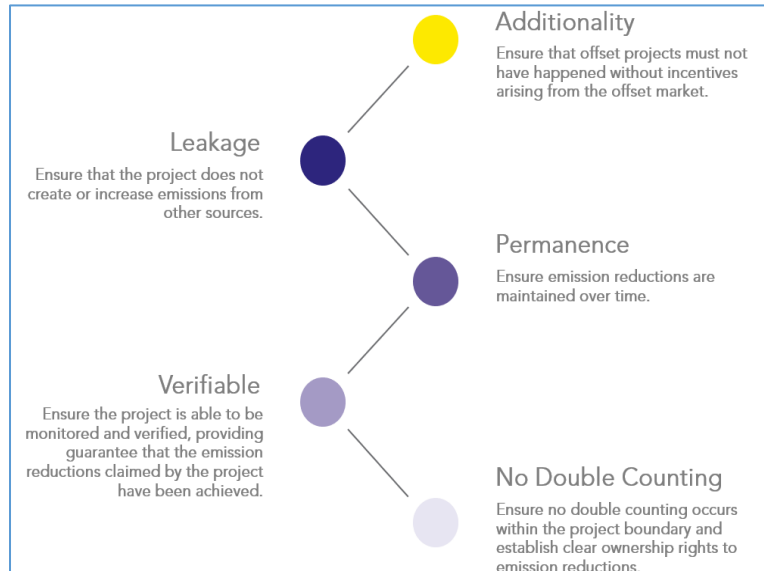 Additionality
Ensure that offset projects must not
have happened without incentives
arising from the offset market.
Leakage
Ensure that the project does not
create or increase emissions from
other sources.
Permanence
Ensure emission reductions are
maintained over time.
Verifiable
Ensure the project is able to be
monitored and verified, providing
guarantee that the emission
reductions claimed by the project
have been achieved.
No Double Counting
Ensure no double counting occurs
within the project boundary and
establish clear ownership rights to
emission reductions.